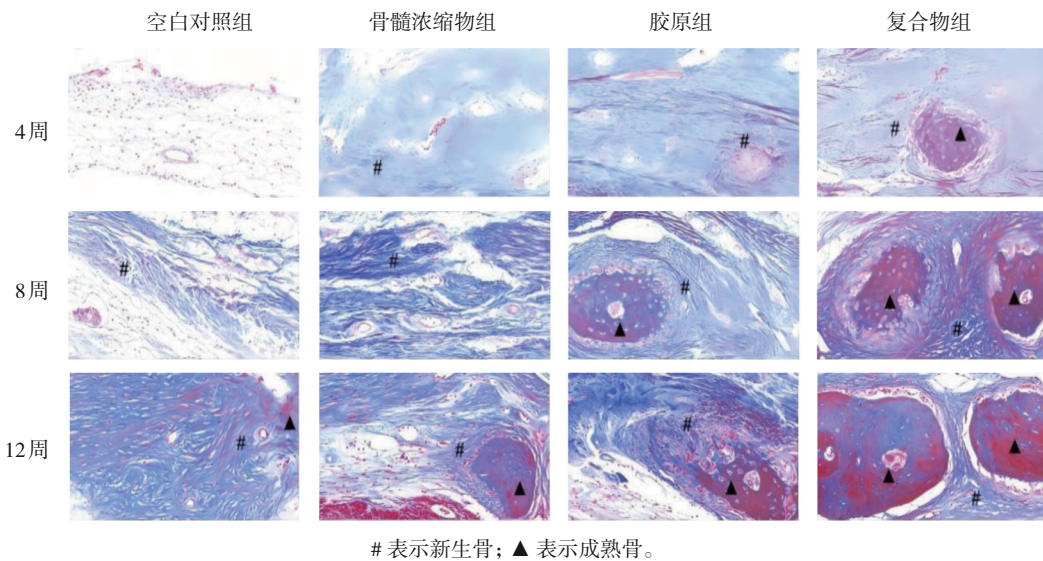 空白对照组 骨髓浓缩物组 胶原组 复合物组
4周
# # # ▲
#
8周
# # # ▲ ▲ ▲ #
12周
# ▲ # ▲ # ▲ ▲ ▲ #
# 表示新生骨；▲ 表示成熟骨。